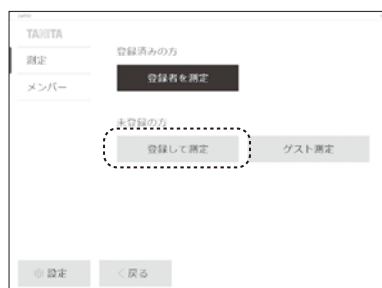 TANITA
測定
メンバー
登録済みの方
登録者を測定
未登録の方
登録して測定
ゲスト測定
設定
＜戻る